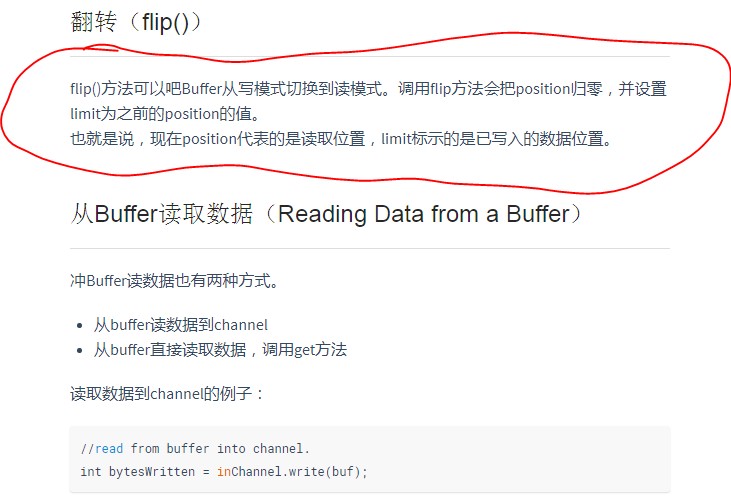 翻转（flip()）
flip()方法可以吧Buffer从写模式切换到读模式。调用flip方法会把position归零，并设置
limit为之前的position的值。
也就是说，现在position代表的是读取位置，limit标示的是已写入的数据位置。
从Buffer读取数据（Reading Data from a Buffer）
冲Buffer读数据也有两种方式。
• 从buffer读数据到channel
• 从buffer直接读取数据，调用get方法
读取数据到channel的例子：
//read from buffer into channel.
int bytesWritten = inChannel.write(buf);